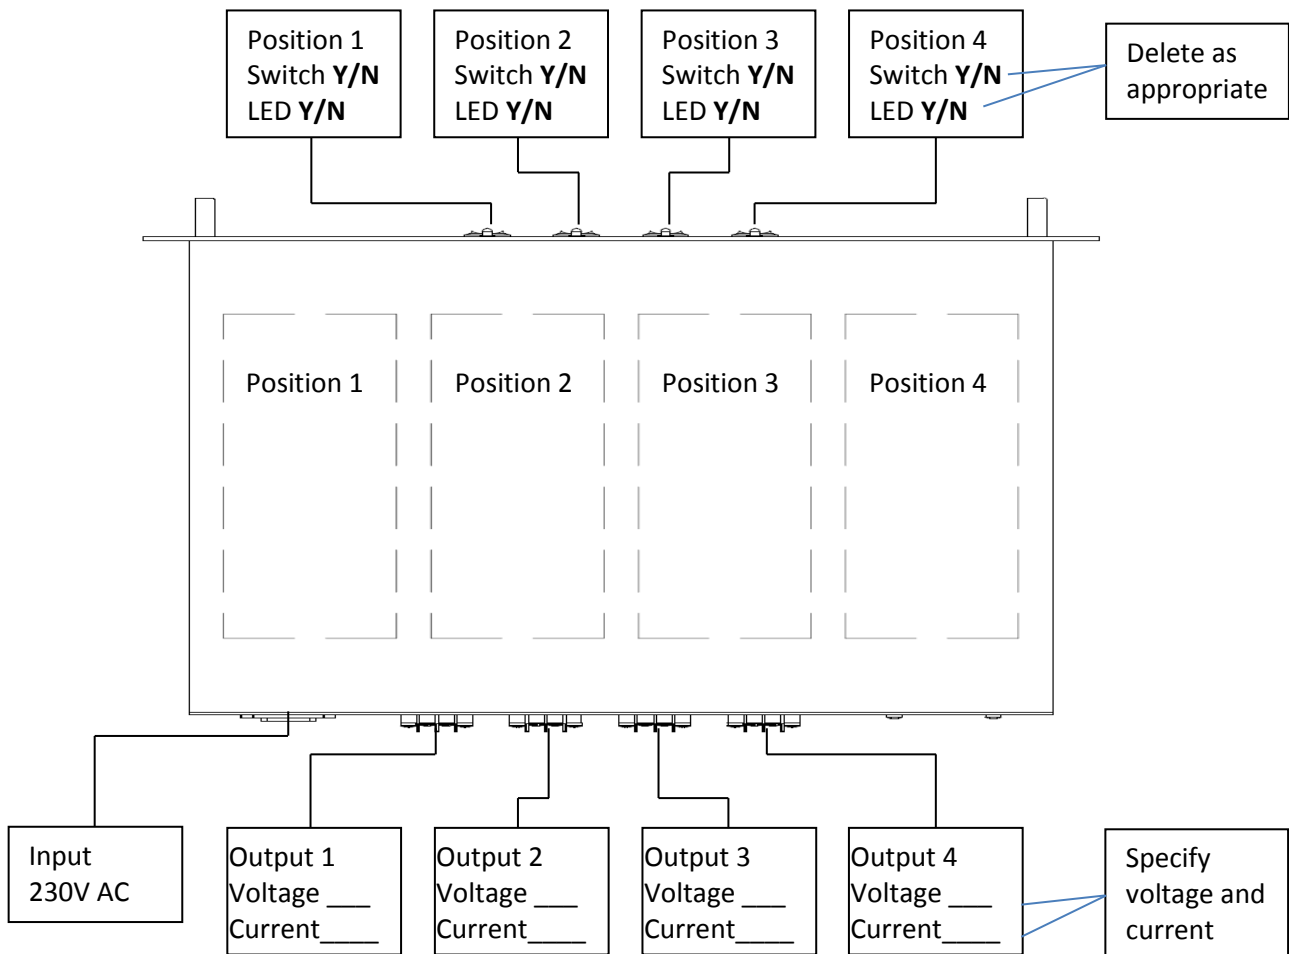 Position 1
Switch Y/N
LED Y/N
Position 2
Switch Y/N
LED Y/N
Position 3
Switch Y/N
LED Y/N
Position 4
Switch Y/N
LED Y/N
Delete as
appropriate
Position 1
Position 2
Position 3
Position 4
Input
230V AC
Output 1
Voltage ___
Current____
Output 2
Voltage ___
Current____
Output 3
Voltage ___
Current____
Output 4
Voltage ___
Current____
Specify
voltage and
current